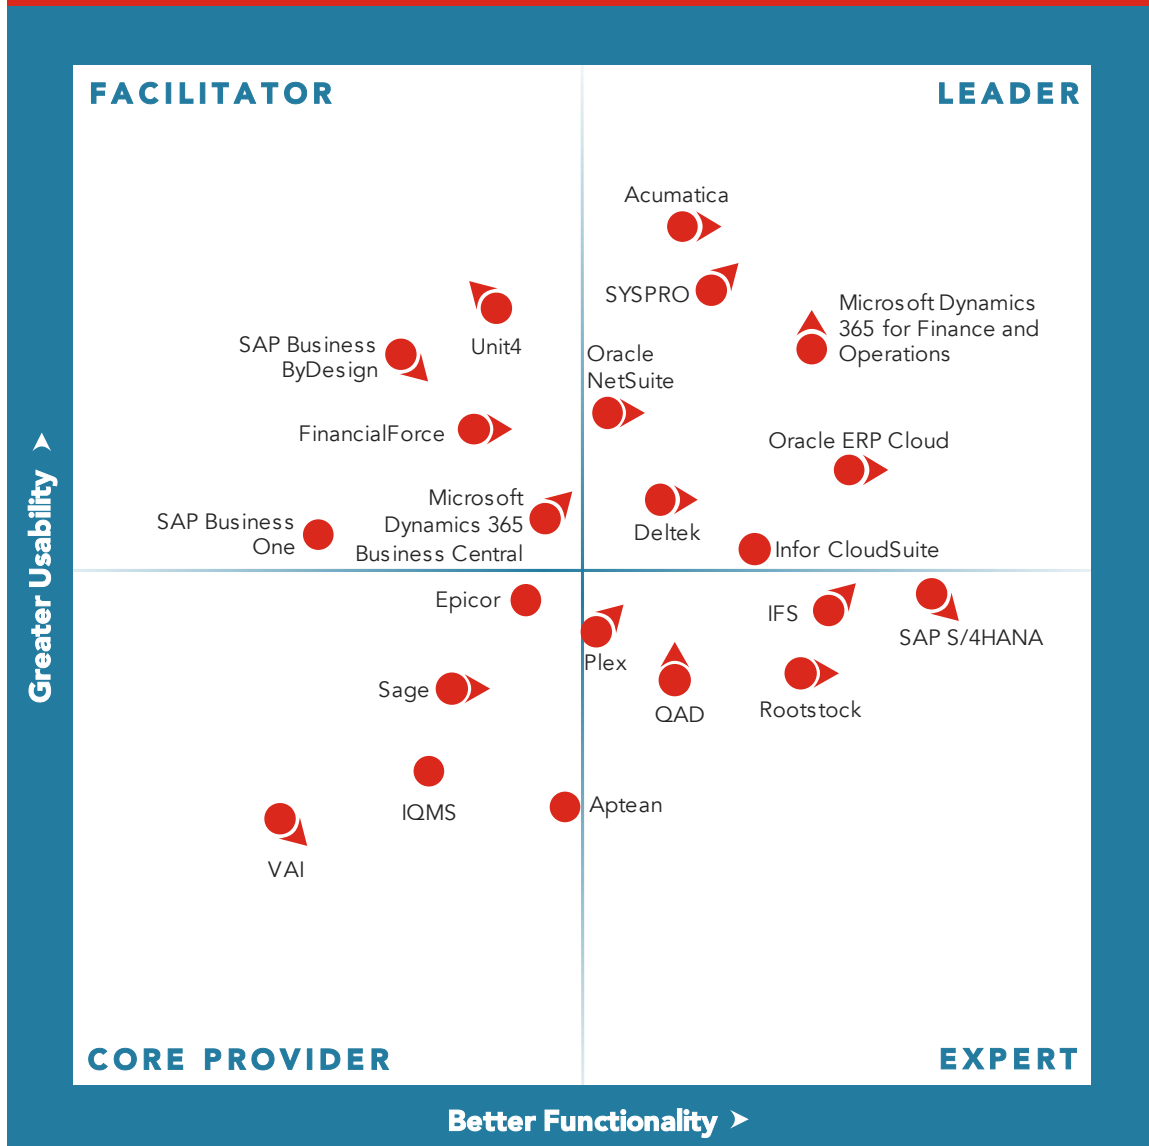 FACILITATOR
LEADER
Acumatica
SYSPRO
Microsoft Dynamics
365 for Finance and
Operations
Unit4
SAP Business
ByDesign
Oracle
NetSuite
FinancialForce
Oracle ERP Cloud
Microsoft
Dynamics 365
Business Central
SAP Business
One
Deltek
Infor CloudSuite
Epicor
Plex
IFS
SAP S/4HANA
Sage
QAD
Rootstock
IQMS
Aptean
VAI
CORE PROVIDER
EXPERT
Greater Usability
Better Functionality